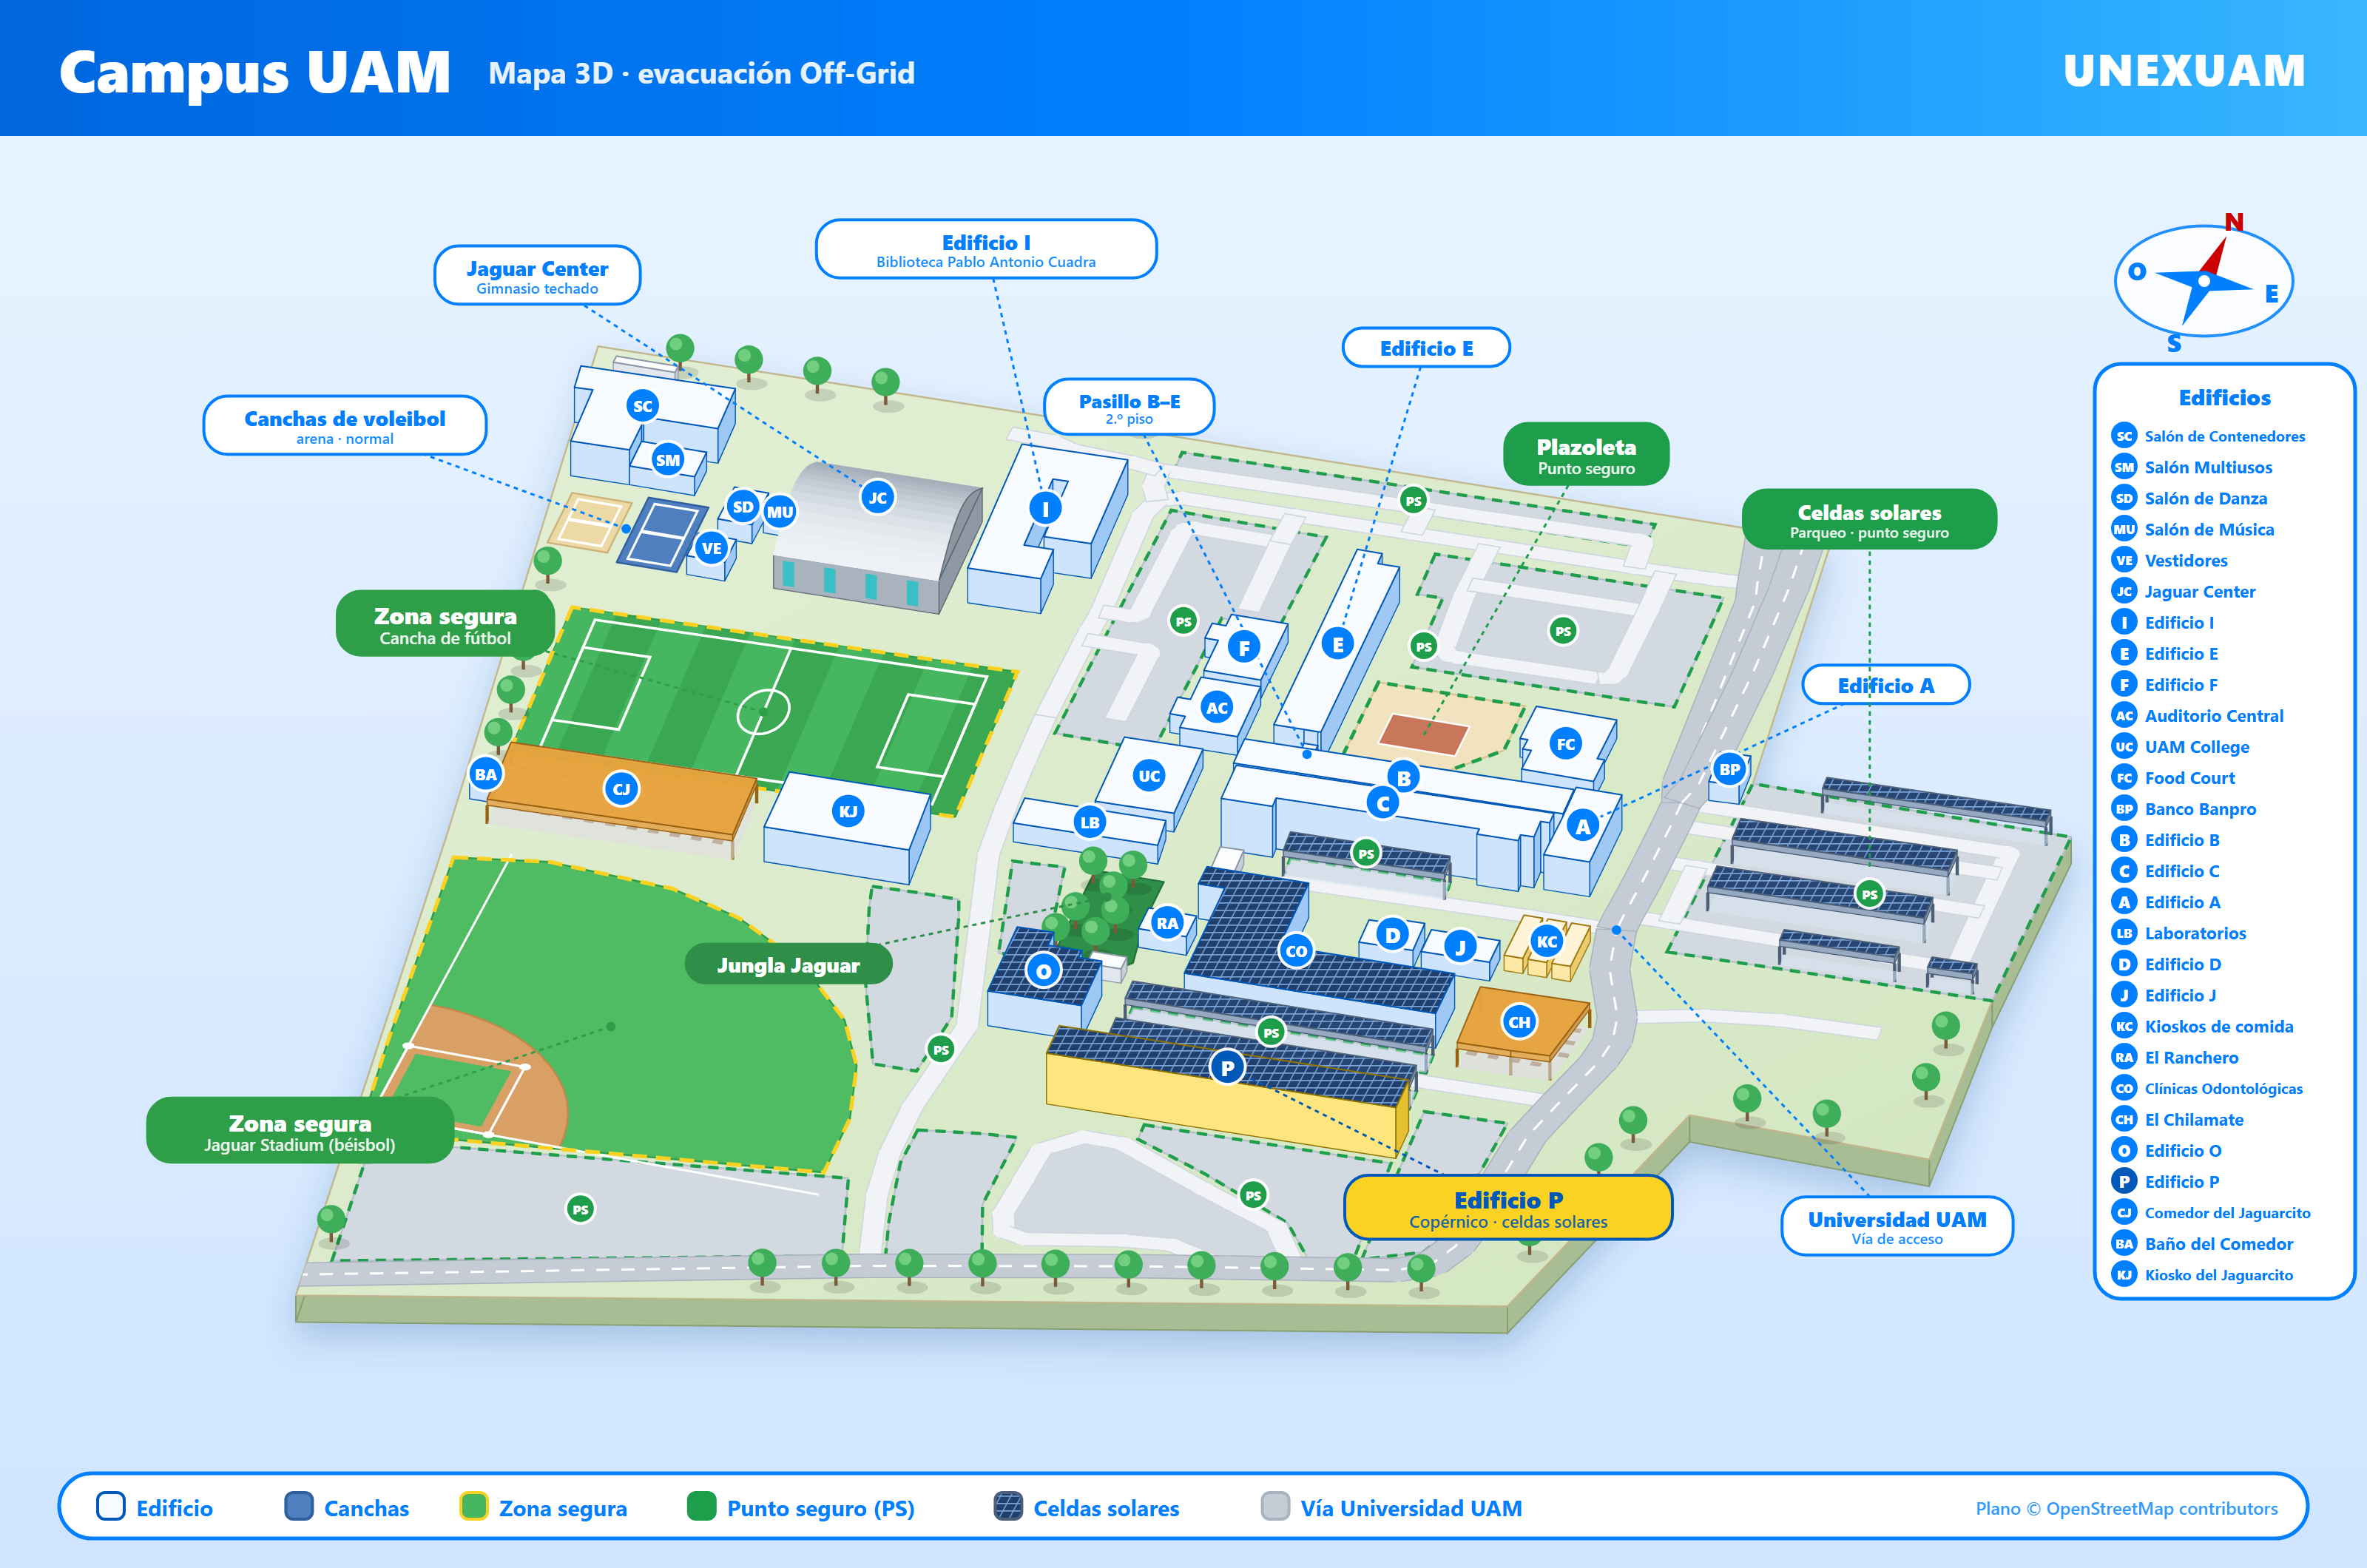 Campus UAM
Mapa 3D · evacuación Off-Grid
UNEXUAM
Edificio I
Biblioteca Pablo Antonio Cuadra
Jaguar Center
Gimnasio techado
Edificio E
Pasillo B–E
2.º piso
Canchas de voleibol
arena · normal
Plazoleta
Punto seguro
Celdas solares
Parqueo · punto seguro
Zona segura
Cancha de fútbol
Edificio A
Jungla Jaguar
Zona segura
Jaguar Stadium (béisbol)
Edificio P
Copérnico · celdas solares
Universidad UAM
Vía de acceso
SC
SM
SD
MU
VE
JC
I
PS
PS
PS
PS
F
E
AC
FC
UC
BP
BA
CJ
KJ
LB
B
C
A
PS
PS
RA
D
J
KC
CO
O
CH
PS
PS
P
PS
PS
N
O
E
S
Edificios
SC Salón de Contenedores
SM Salón Multiusos
SD Salón de Danza
MU Salón de Música
VE Vestidores
JC Jaguar Center
I Edificio I
E Edificio E
F Edificio F
AC Auditorio Central
UC UAM College
FC Food Court
BP Banco Banpro
B Edificio B
C Edificio C
A Edificio A
LB Laboratorios
D Edificio D
J Edificio J
KC Kioskos de comida
RA El Ranchero
CO Clínicas Odontológicas
CH El Chilamate
O Edificio O
P Edificio P
CJ Comedor del Jaguarcito
BA Baño del Comedor
KJ Kiosko del Jaguarcito
Edificio
Canchas
Zona segura
Punto seguro (PS)
Celdas solares
Vía Universidad UAM
Plano © OpenStreetMap contributors